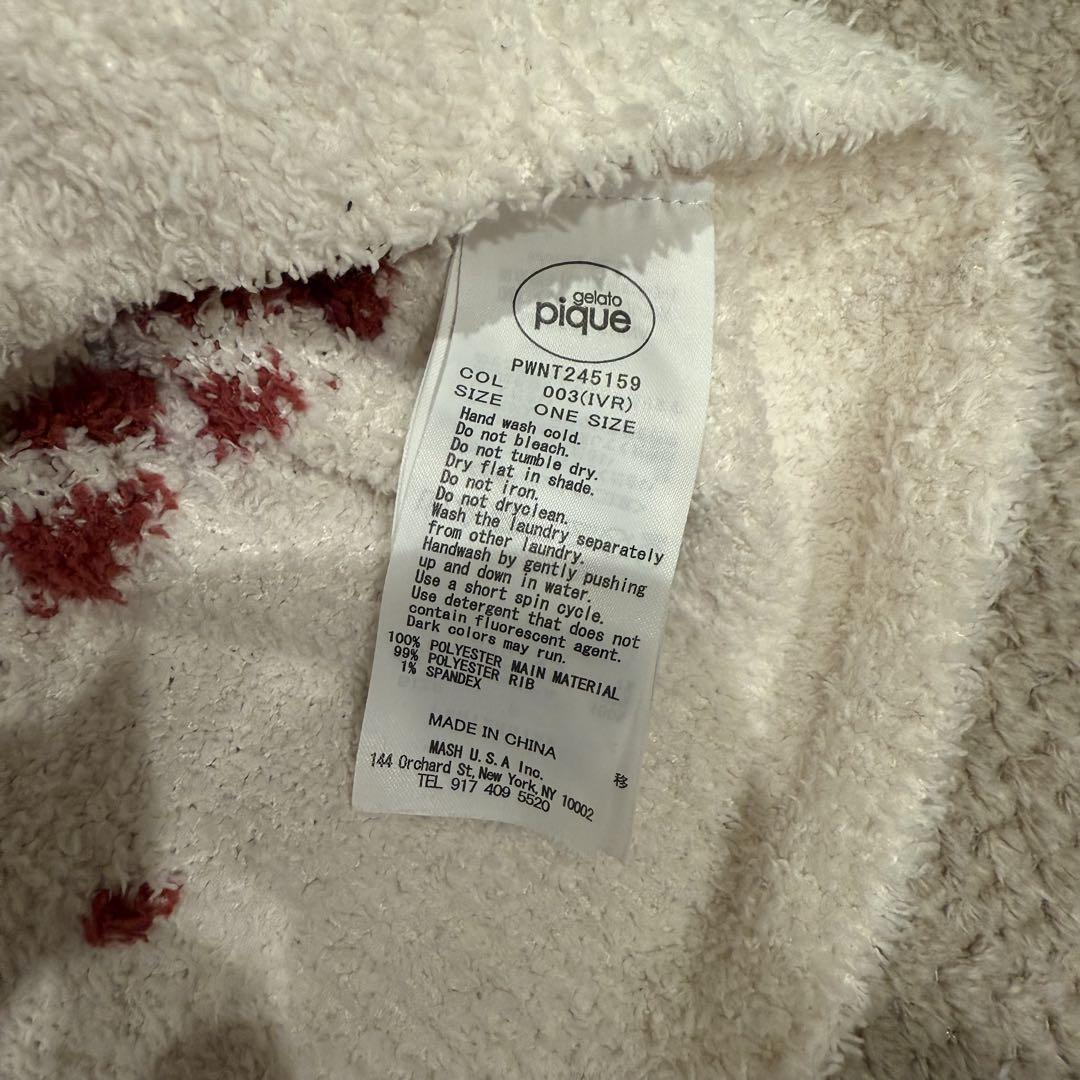 gelato
pique
PWNT245159
COL 003(IVR)
SIZE ONE SIZE
Hand wash cold.
Do not bleach.
Do not tumble dry.
Dry flat in shade.
Do not iron.
Do not dryclean.
Wash the laundry separately
from other laundry.
Handwash by gently pushing
up and down in water.
Use a short spin cycle.
Use detergent that does not
contain fluorescent agent.
Dark colors may run.
100% POLYESTER MAIN MATERIAL
99% POLYESTER RIB
1% SPANDEX
MADE IN CHINA
MASH U.S.A Inc.
144 Orchard St, New York, NY 10002
TEL 917 409 5520
移